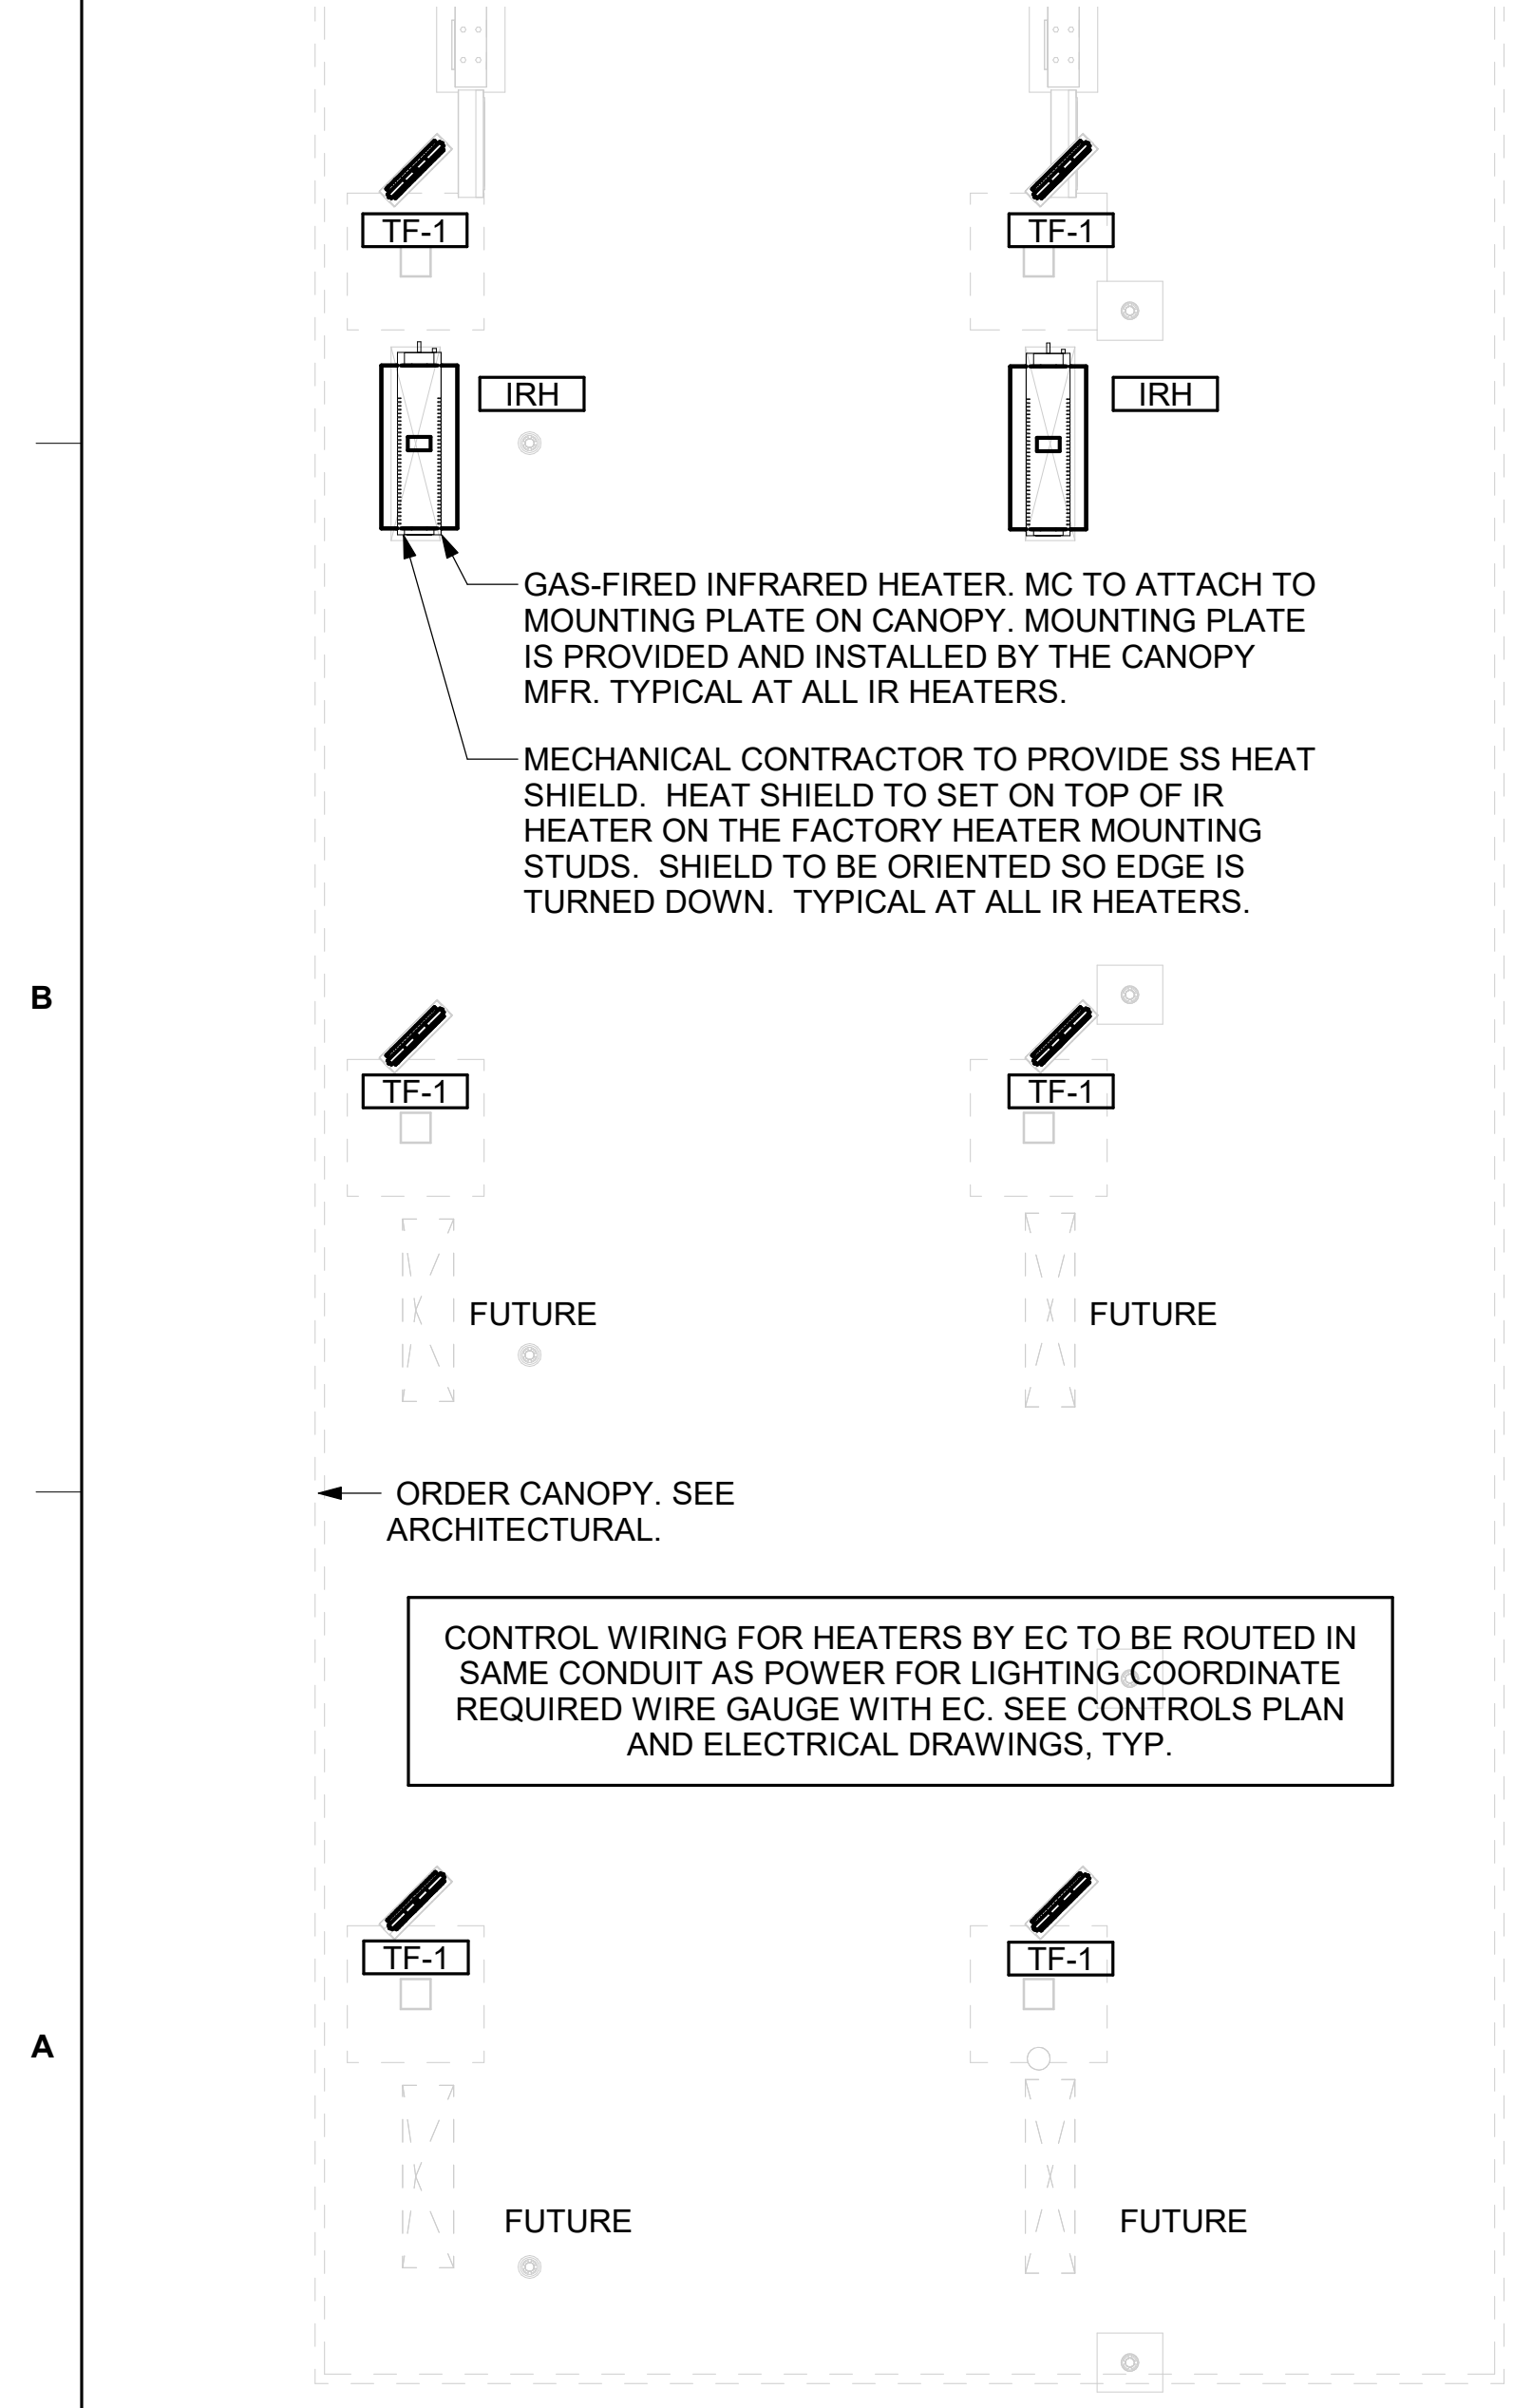 TF-1
TF-1
IRH
IRH
GAS-FIRED INFRARED HEATER. MC TO ATTACH TO
MOUNTING PLATE ON CANOPY. MOUNTING PLATE
IS PROVIDED AND INSTALLED BY THE CANOPY
MFR. TYPICAL AT ALL IR HEATERS.
MECHANICAL CONTRACTOR TO PROVIDE SS HEAT
SHIELD.  HEAT SHIELD TO SET ON TOP OF IR
HEATER ON THE FACTORY HEATER MOUNTING
STUDS.  SHIELD TO BE ORIENTED SO EDGE IS
TURNED DOWN.  TYPICAL AT ALL IR HEATERS.
B
TF-1
TF-1
FUTURE
FUTURE
ORDER CANOPY. SEE
ARCHITECTURAL.
CONTROL WIRING FOR HEATERS BY EC TO BE ROUTED IN
SAME CONDUIT AS POWER FOR LIGHTING COORDINATE
REQUIRED WIRE GAUGE WITH EC. SEE CONTROLS PLAN
AND ELECTRICAL DRAWINGS, TYP.
TF-1
TF-1
A
FUTURE
FUTURE